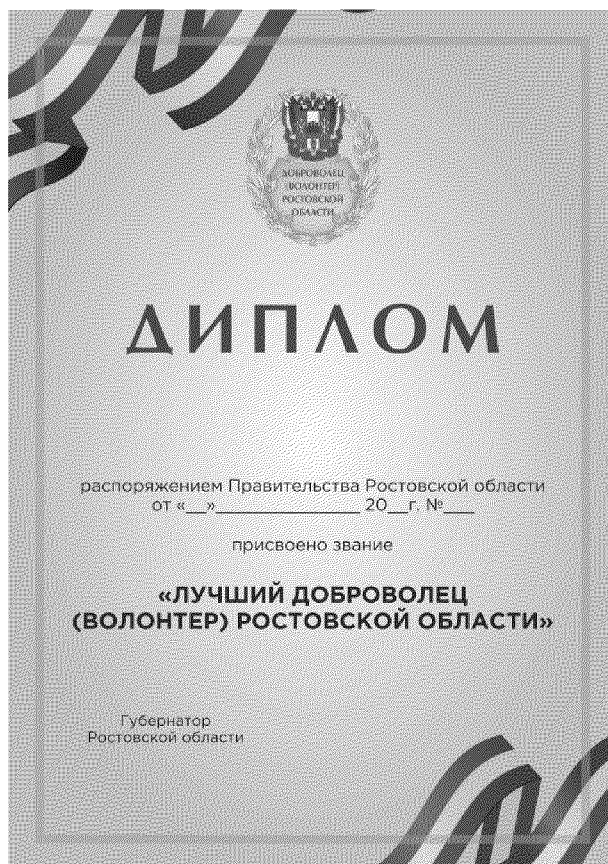 ДОБРОВОЛЕЦ
(ВОЛОНТЕР)
РОСТОВСКОЙ
ОБЛАСТИ
ДИПЛОМ
распоряжением Правительства Ростовской области
от «__»_______________ 20__г. №___
присвоено звание
«ЛУЧШИЙ ДОБРОВОЛЕЦ
(ВОЛОНТЕР) РОСТОВСКОЙ ОБЛАСТИ»
Губернатор
Ростовской области